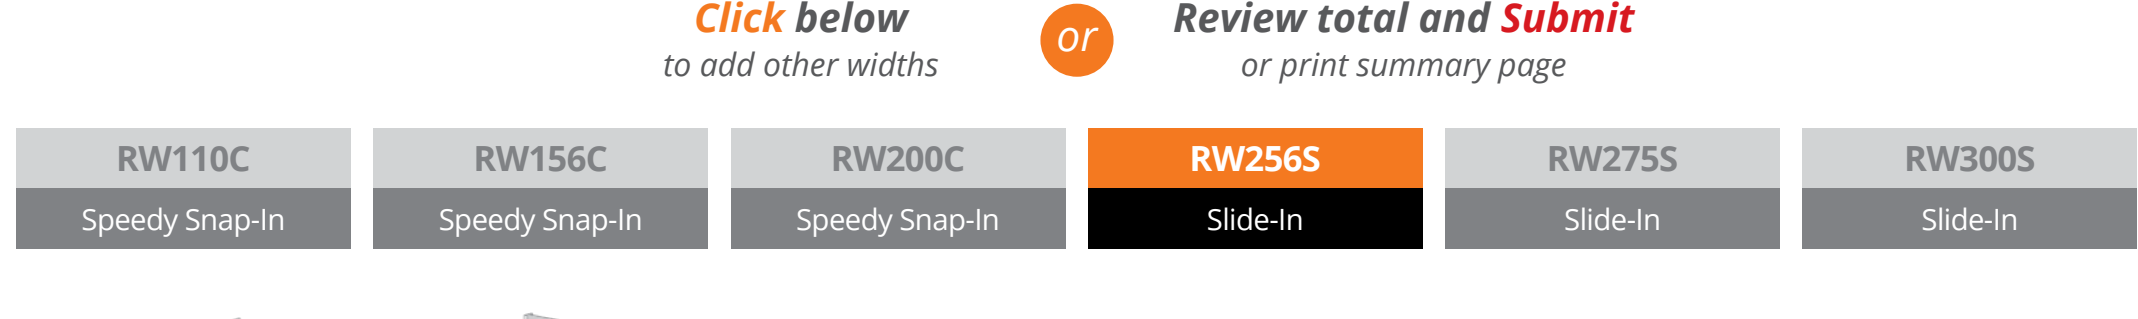 Click below
to add other widths
or
Review total and Submit
or print summary page
RW110C
Speedy Snap-In
RW156C
Speedy Snap-In
RW200C
Speedy Snap-In
RW256S
Slide-In
RW275S
Slide-In
RW300S
Slide-In